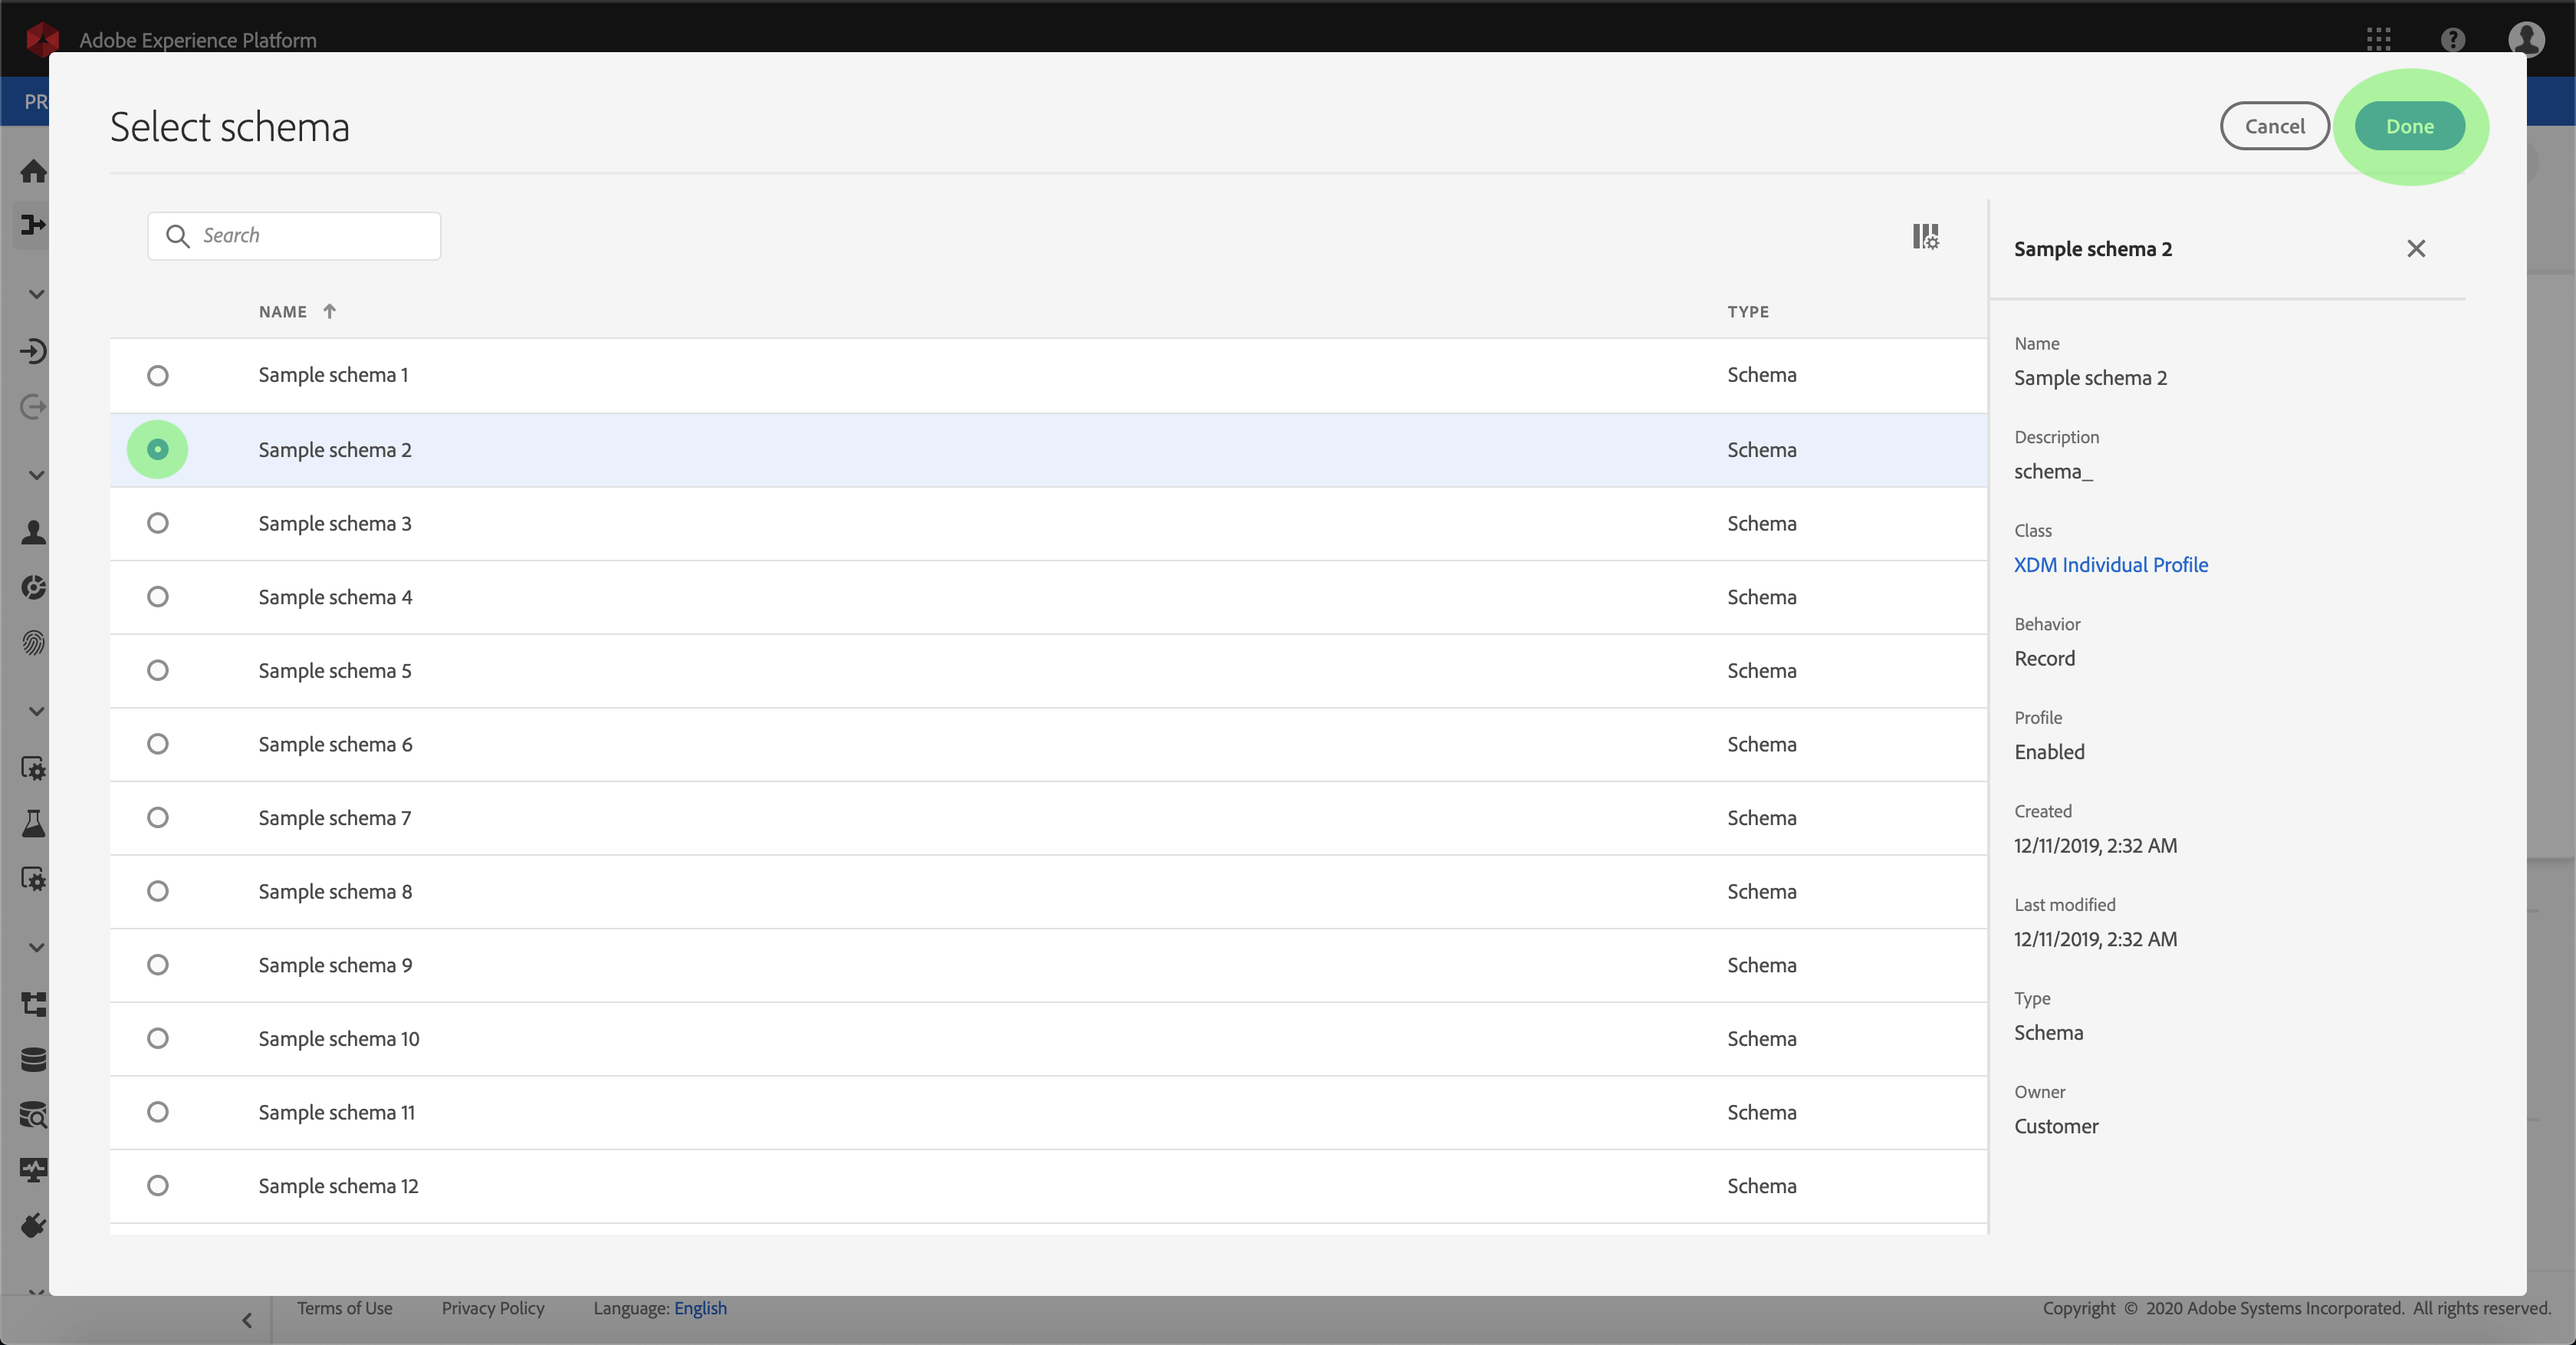 Adobe Experience Platform
PR
Select schema
Cancel
Done
Search
NAME TYPE
Sample schema 1 Schema
Sample schema 2 Schema
Sample schema 3 Schema
Sample schema 4 Schema
Sample schema 5 Schema
Sample schema 6 Schema
Sample schema 7 Schema
Sample schema 8 Schema
Sample schema 9 Schema
Sample schema 10 Schema
Sample schema 11 Schema
Sample schema 12 Schema
Sample schema 2
Name
Sample schema 2
Description
schema_
Class
XDM Individual Profile
Behavior
Record
Profile
Enabled
Created
12/11/2019, 2:32 AM
Last modified
12/11/2019, 2:32 AM
Type
Schema
Owner
Customer
Terms of Use Privacy Policy Language: English Copyright © 2020 Adobe Systems Incorporated. All rights reserved.